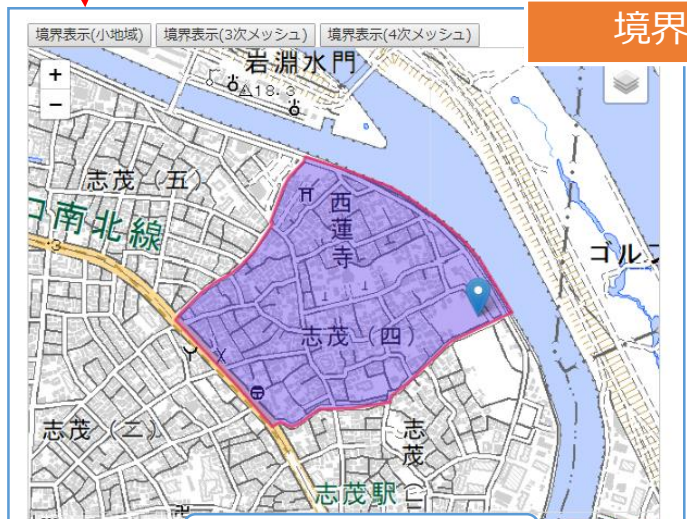 境界表示(小地域) 境界表示(3次メッシュ) 境界表示(4次メッシュ)
境界
+
−
岩淵水門
△18.3
志茂(五)
西蓮寺
南北線
ゴルフ
志茂(四)
志茂(二)
志茂
志茂駅